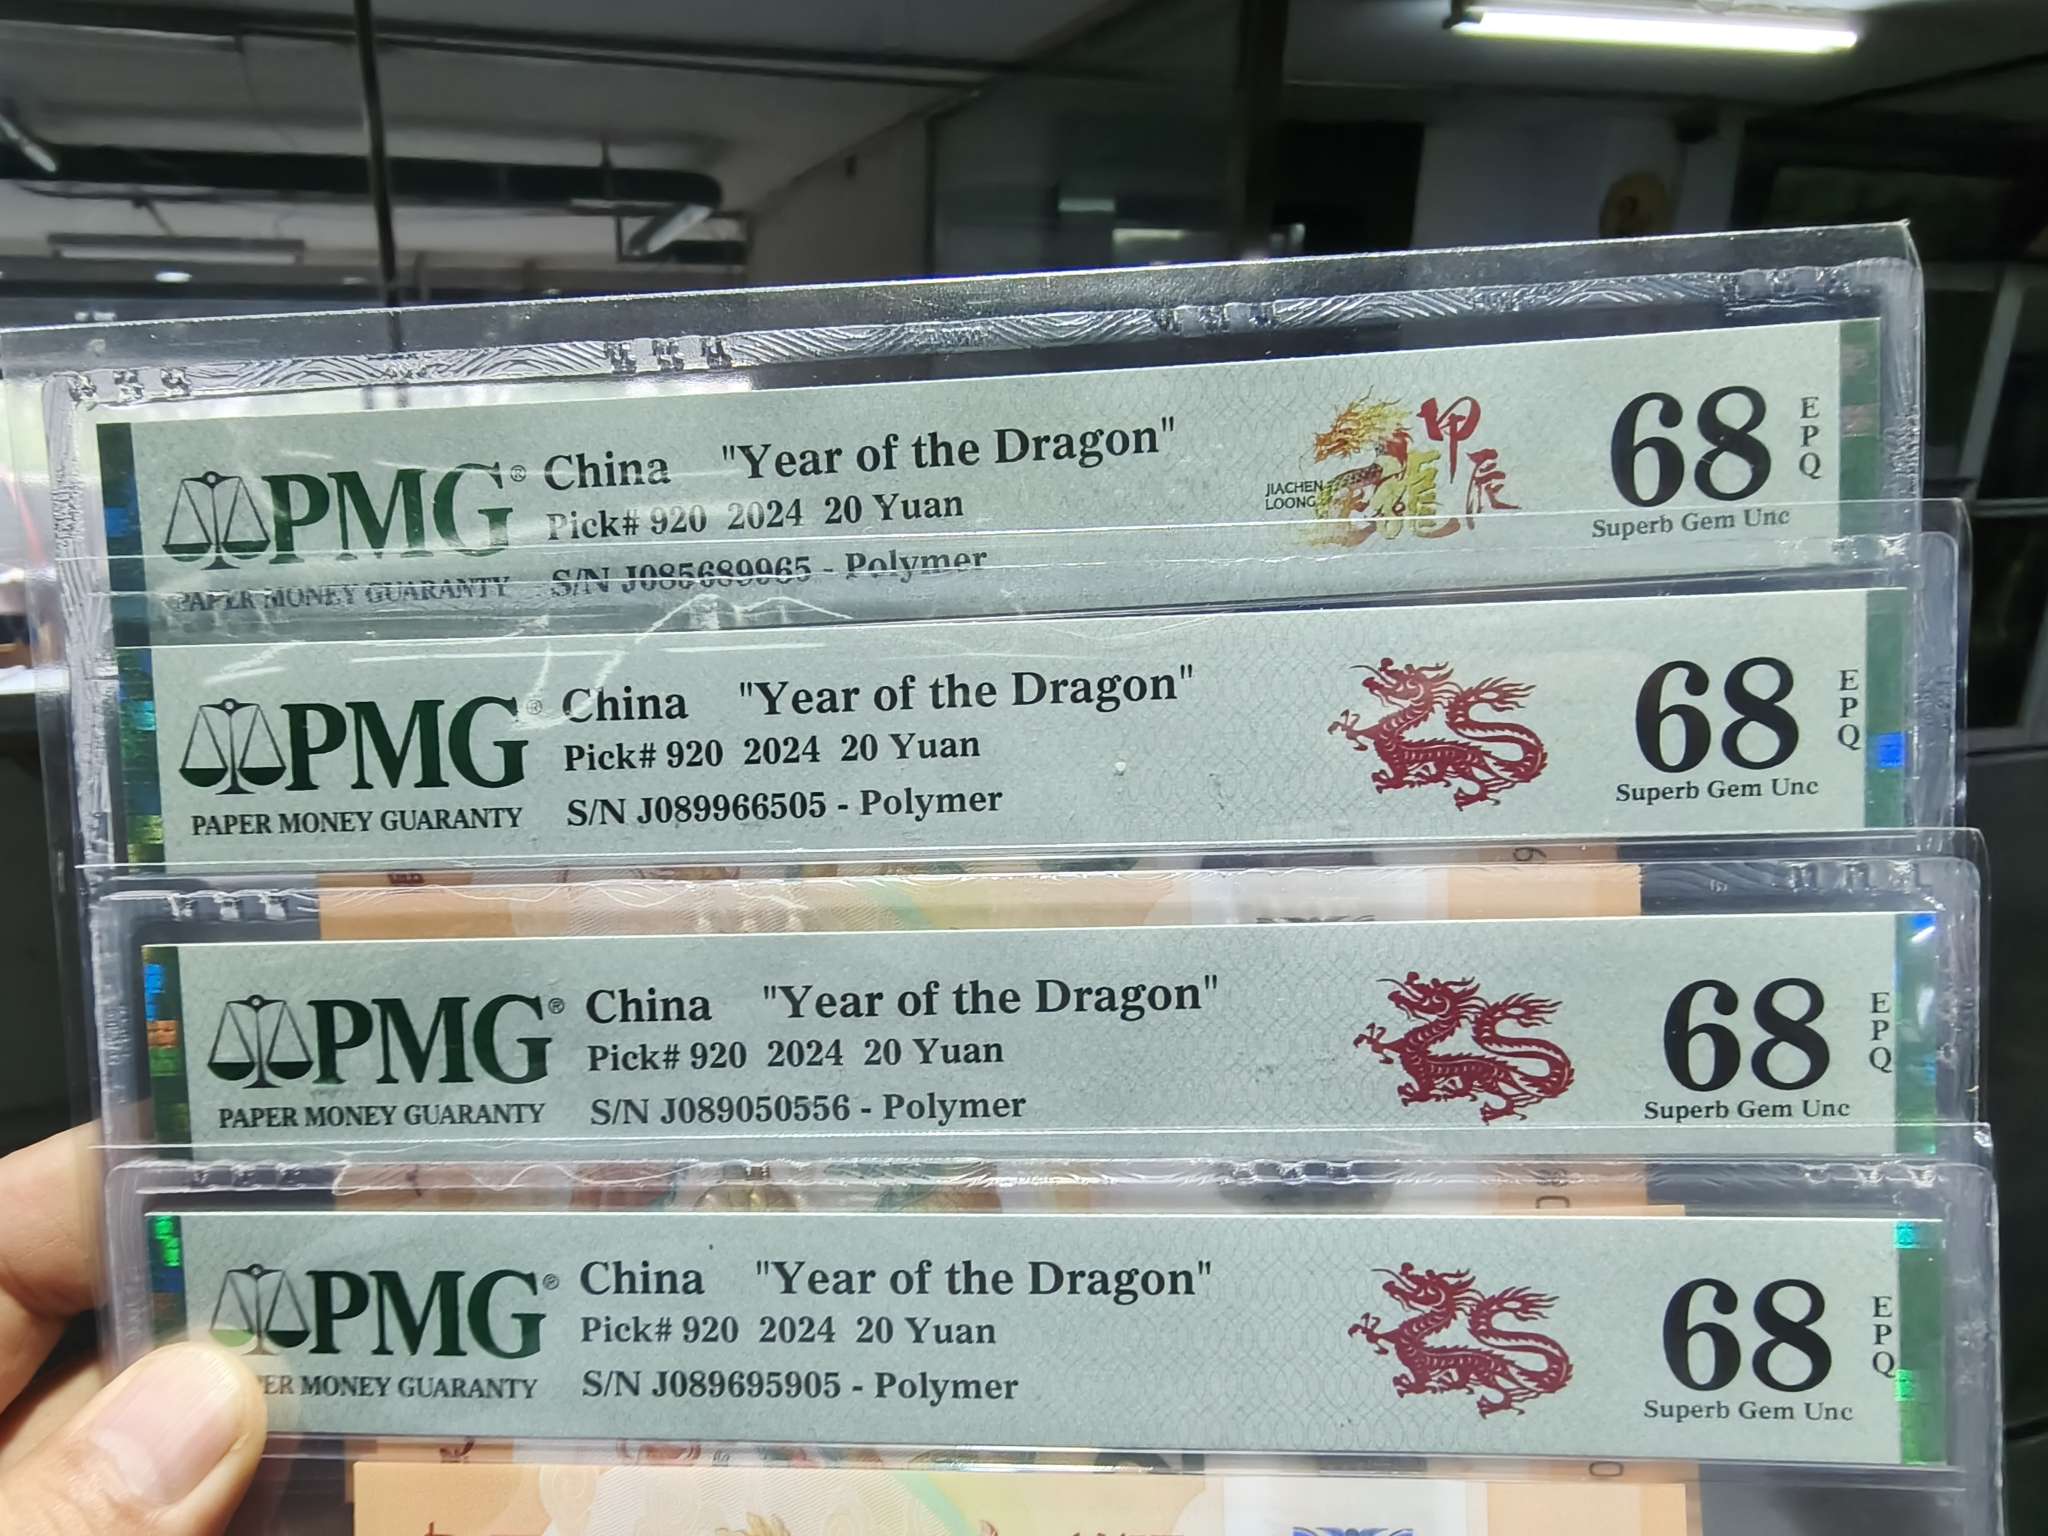 PMG® China "Year of the Dragon" 甲辰龍 68 EPQ
Pick# 920 2024 20 Yuan JIACHEN LOONG Superb Gem Unc
PAPER MONEY GUARANTY S/N J085689965 - Polymer
PMG® China "Year of the Dragon" 68 EPQ
Pick# 920 2024 20 Yuan Superb Gem Unc
PAPER MONEY GUARANTY S/N J089966505 - Polymer
PMG® China "Year of the Dragon" 68 EPQ
Pick# 920 2024 20 Yuan
PAPER MONEY GUARANTY S/N J089050556 - Polymer Superb Gem Unc
PMG® China "Year of the Dragon" 68 EPQ
Pick# 920 2024 20 Yuan
MONEY GUARANTY S/N J089695905 - Polymer Superb Gem Unc